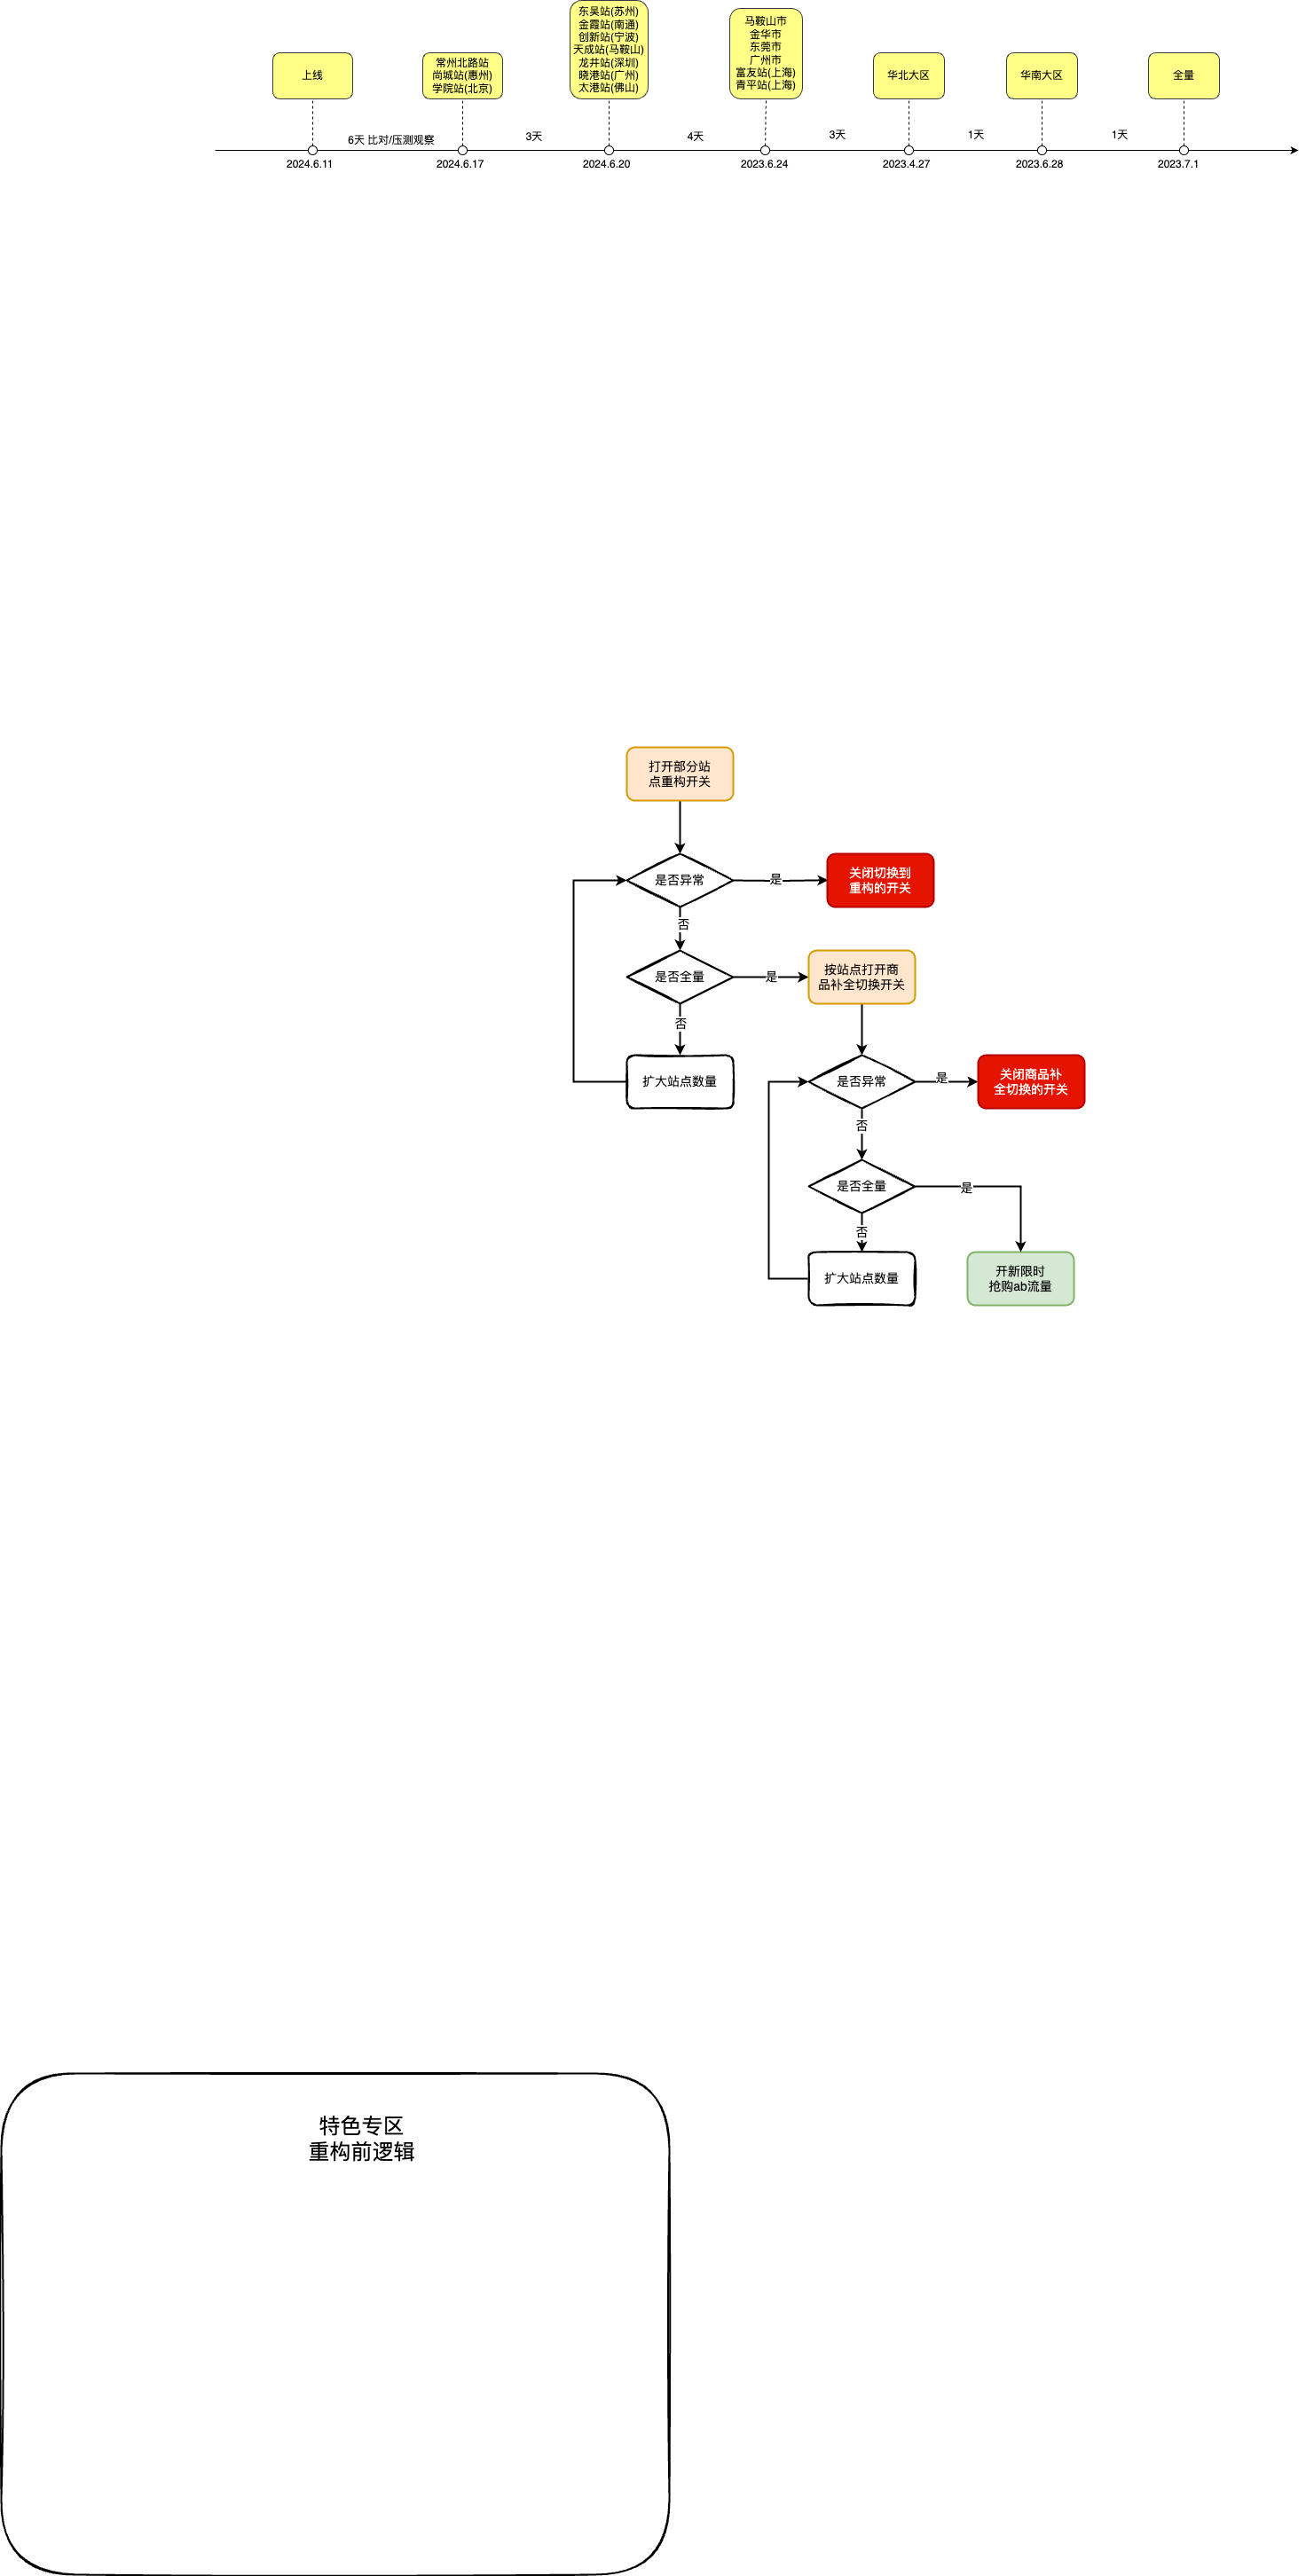 上线
常州北路站
尚城站(惠州)
学院站(北京)
东吴站(苏州)
金霞站(南通)
创新站(宁波)
天成站(马鞍山)
龙井站(深圳)
晓港站(广州)
太港站(佛山)
马鞍山市
金华市
东莞市
广州市
富友站(上海)
青平站(上海)
华北大区
华南大区
全量
6天 比对/压测观察
3天
4天
3天
1天
1天
2024.6.11
2024.6.17
2024.6.20
2023.6.24
2023.4.27
2023.6.28
2023.7.1
打开部分站
点重构开关
是否异常
是
关闭切换到
重构的开关
否
是否全量
是
按站点打开商
品补全切换开关
否
扩大站点数量
是否异常
是
关闭商品补
全切换的开关
否
是否全量
是
否
扩大站点数量
开新限时
抢购ab流量
特色专区
重构前逻辑